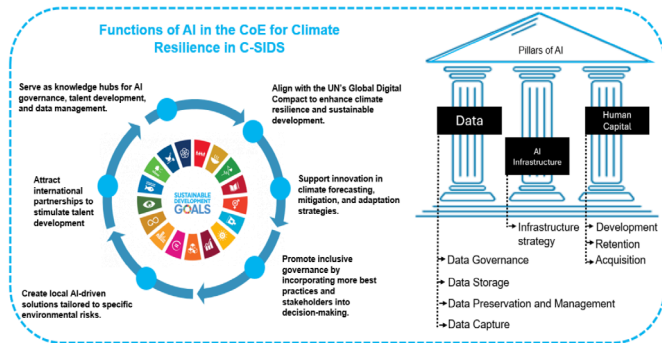 Functions of AI in the CoE for Climate
Resilience in C-SIDS
Serve as knowledge hubs for AI
governance, talent development,
and data management.
Align with the UN's Global Digital
Compact to enhance climate
resilience and sustainable
development.
Attract
international
partnerships to
stimulate talent
development
SUSTAINABLE
DEVELOPMENT
GOALS
Support innovation in
climate forecasting,
mitigation, and adaptation
strategies.
Create local AI-driven
solutions tailored to specific
environmental risks.
Promote inclusive
governance by
incorporating more best
practices and
stakeholders into
decision-making.
Pillars of AI
Data
AI
Infrastructure
Human
Capital
Infrastructure
strategy
Development
Retention
Acquisition
Data Governance
Data Storage
Data Preservation and Management
Data Capture